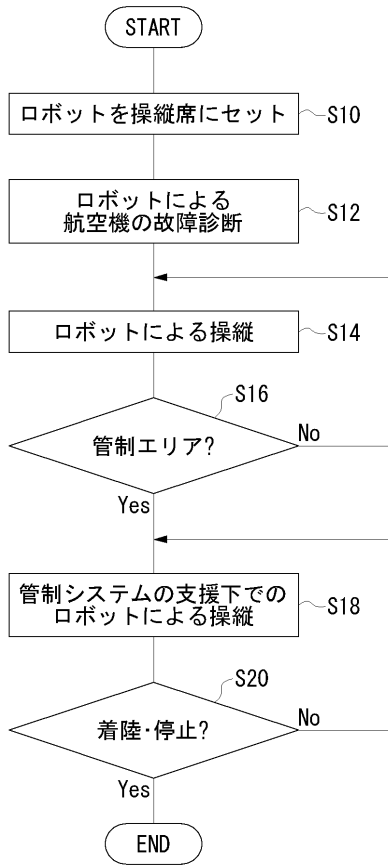 START
ロボットを操縦席にセット
S10
ロボットによる
航空機の故障診断
S12
ロボットによる操縦
S14
S16
管制エリア?
No
Yes
管制システムの支援下での
ロボットによる操縦
S18
S20
着陸・停止?
No
Yes
END